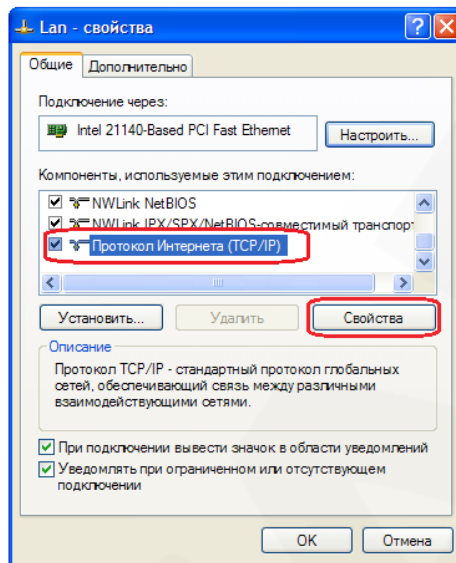 Lan - свойства
Общие
Дополнительно
Подключение через:
Intel 21140-Based PCI Fast Ethernet
Настроить...
Компоненты, используемые этим подключением:
NWLink NetBIOS
NWLink IPX/SPX/NetBIOS-совместимый транспорт
Протокол Интернета (TCP/IP)
Установить...
Удалить
Свойства
Описание
Протокол TCP/IP - стандартный протокол глобальных
сетей, обеспечивающий связь между различными
взаимодействующими сетями.
При подключении вывести значок в области уведомлений
Уведомлять при ограниченном или отсутствующем
подключении
OK
Отмена